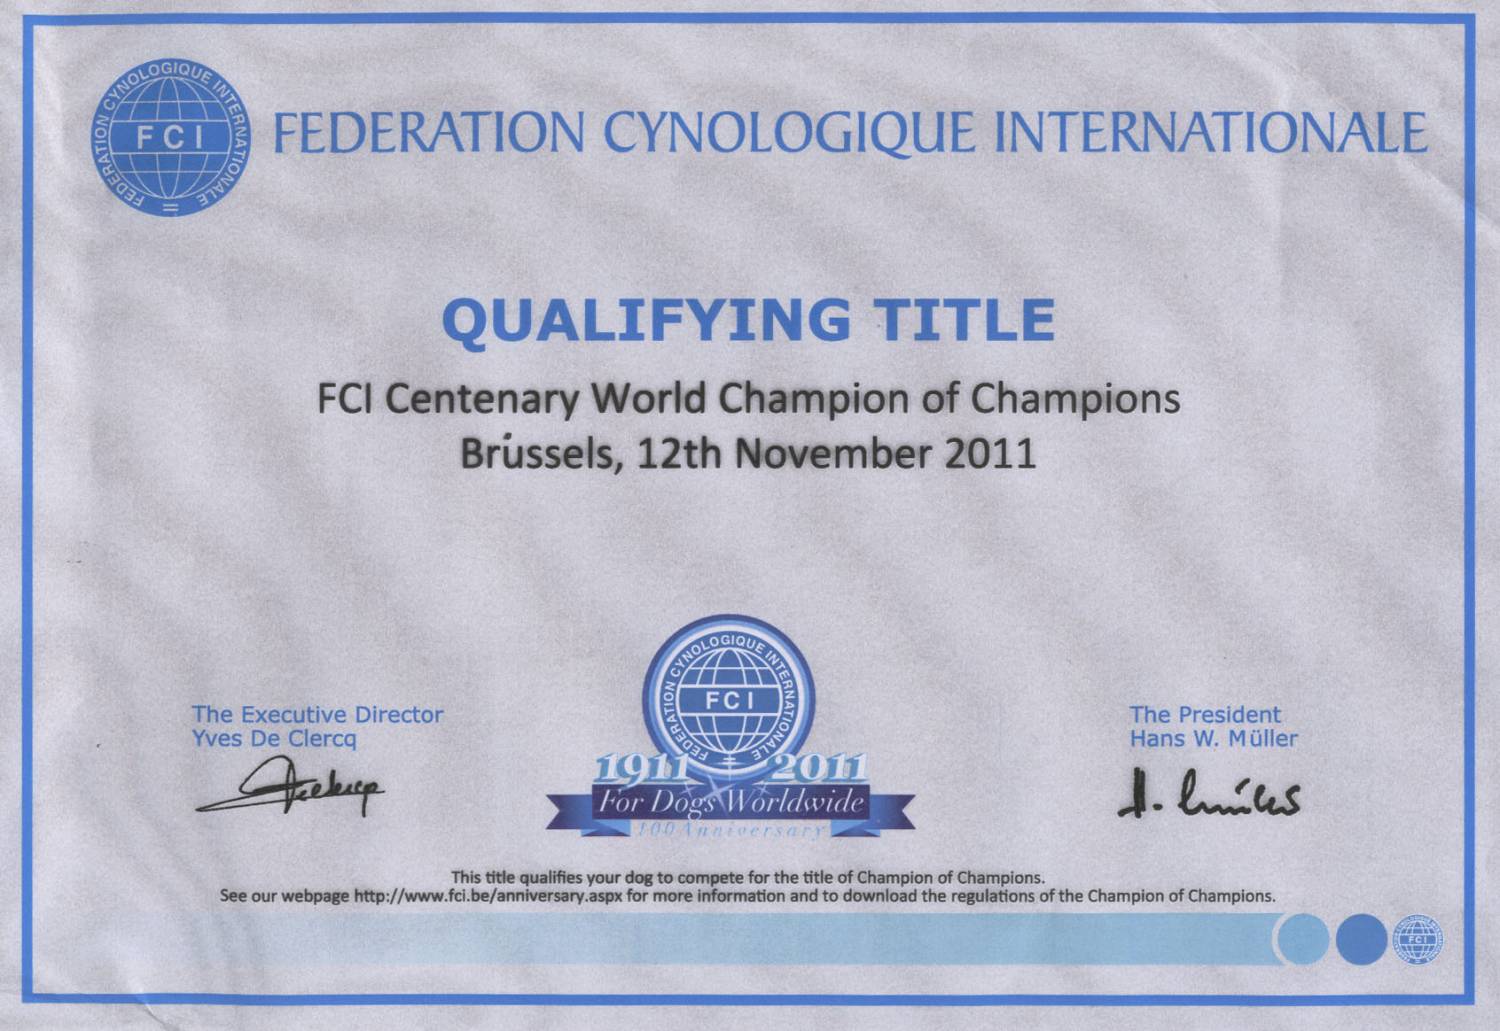 FEDERATION CYNOLOGIQUE INTERNATIONALE
FCI
FEDERATION CYNOLOGIQUE INTERNATIONALE
QUALIFYING TITLE
FCI Centenary World Champion of Champions
Brussels, 12th November 2011
The Executive Director
Yves De Clercq
The President
Hans W. Müller
FEDERATION CYNOLOGIQUE INTERNATIONALE
FCI
1911 2011
For Dogs Worldwide
100 Anniversary
This title qualifies your dog to compete for the title of Champion of Champions.
See our webpage http://www.fci.be/anniversary.aspx for more information and to download the regulations of the Champion of Champions.
FCI